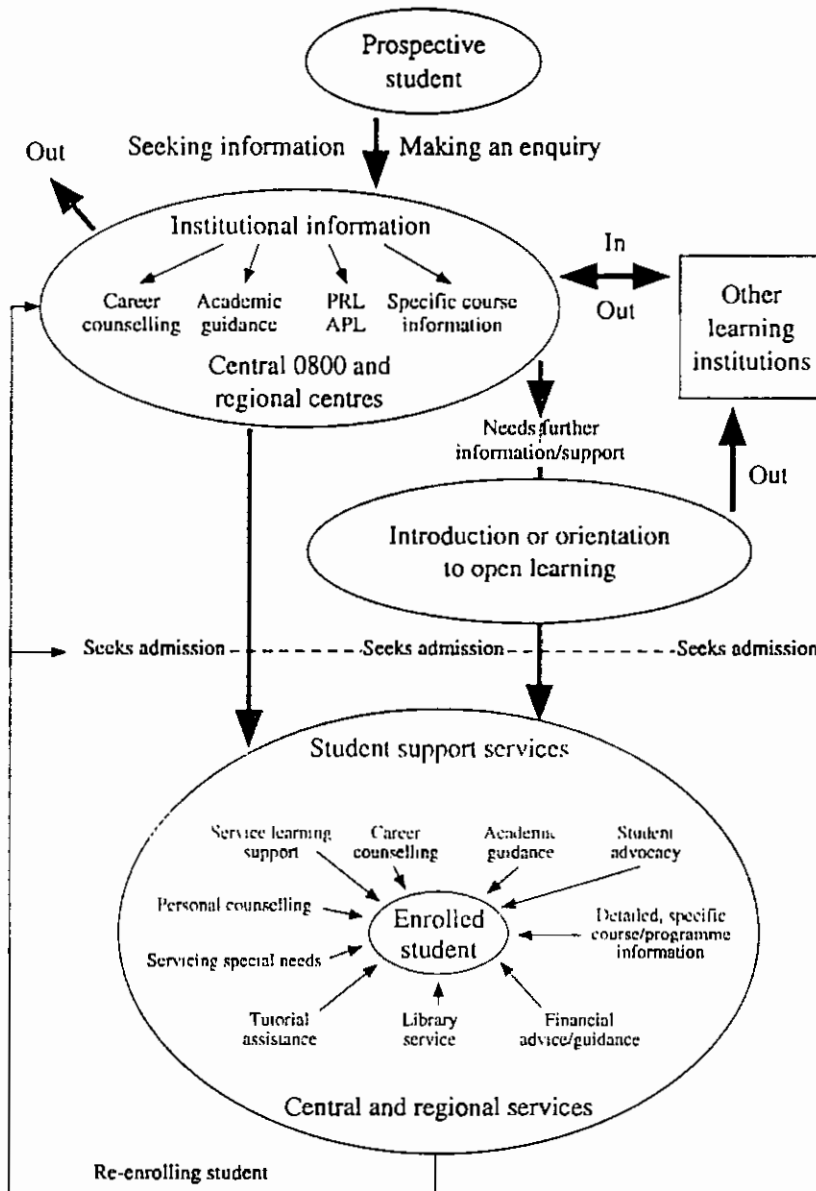 Prospective
student
Seeking information
Making an enquiry
Out
Institutional information
Career
counselling
Academic
guidance
PRL
APL
Specific course
information
Central 0800 and
regional centres
In
Out
Other
learning
institutions
Needs further
information/support
Out
Introduction or orientation
to open learning
Seeks admission
Seeks admission
Seeks admission
Student support services
Service learning
support
Career
counselling
Academic
guidance
Student
advocacy
Personal counselling
Enrolled
student
Detailed, specific
course/programme
information
Servicing special needs
Tutorial
assistance
Library
service
Financial
advice/guidance
Central and regional services
Re-enrolling student